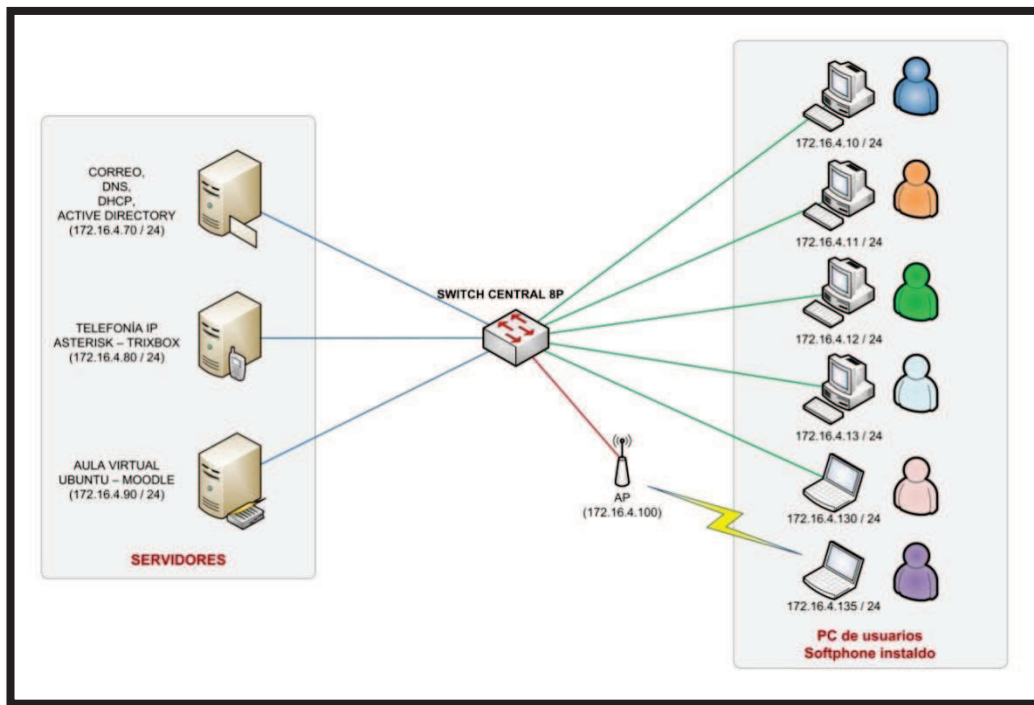 CORREO,
DNS,
DHCP,
ACTIVE DIRECTORY
(172.16.4.70 / 24)
TELEFONÍA IP
ASTERISK – TRIXBOX
(172.16.4.80 / 24)
AULA VIRTUAL
UBUNTU – MOODLE
(172.16.4.90 / 24)
SERVIDORES
SWITCH CENTRAL 8P
AP
(172.16.4.100)
172.16.4.10 / 24
172.16.4.11 / 24
172.16.4.12 / 24
172.16.4.13 / 24
172.16.4.130 / 24
172.16.4.135 / 24
PC de usuarios
Softphone instaldo